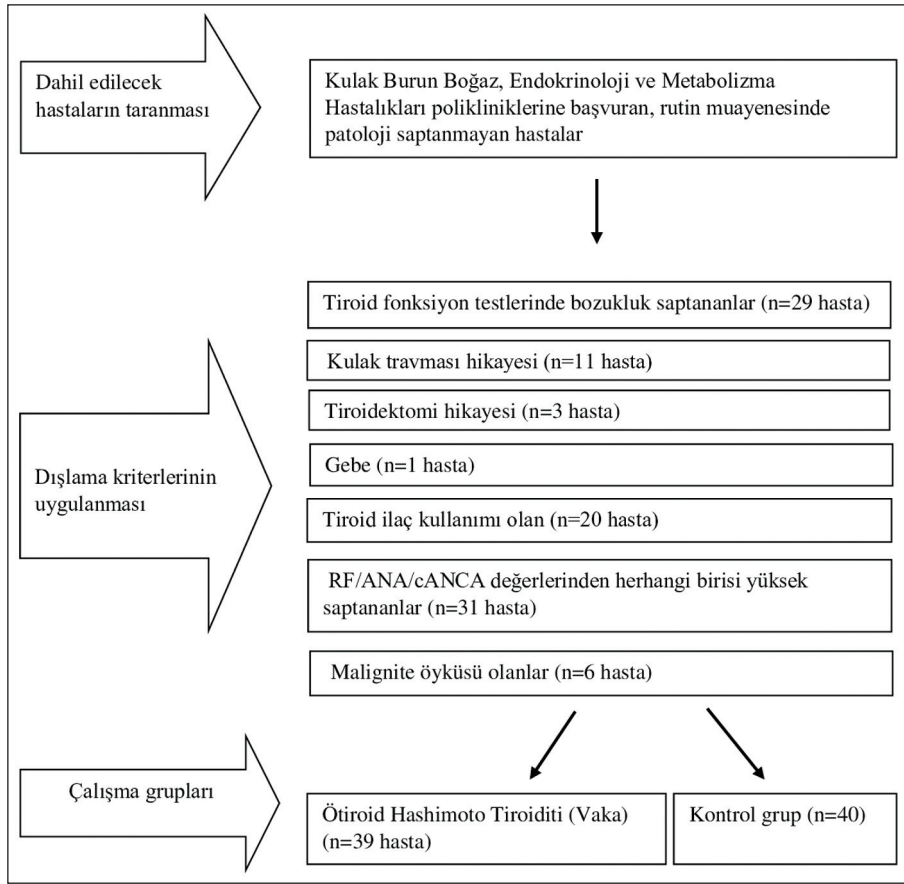 Dahil edilecek
hastaların taranması
Kulak Burun Boğaz, Endokrinoloji ve Metabolizma
Hastalıkları polikliniklerine başvuran, rutin muayenesinde
patoloji saptanmayan hastalar
Tiroid fonksiyon testlerinde bozukluk saptananlar (n=29 hasta)
Kulak travması hikayesi (n=11 hasta)
Tiroidektomi hikayesi (n=3 hasta)
Gebe (n=1 hasta)
Dışlama kriterlerinin
uygulanması
Tiroid ilaç kullanımı olan (n=20 hasta)
RF/ANA/cANCA değerlerinden herhangi birisi yüksek
saptananlar (n=31 hasta)
Malignite öyküsü olanlar (n=6 hasta)
Çalışma grupları
Ötiroid Hashimoto Tiroiditi (Vaka)
(n=39 hasta)
Kontrol grup (n=40)